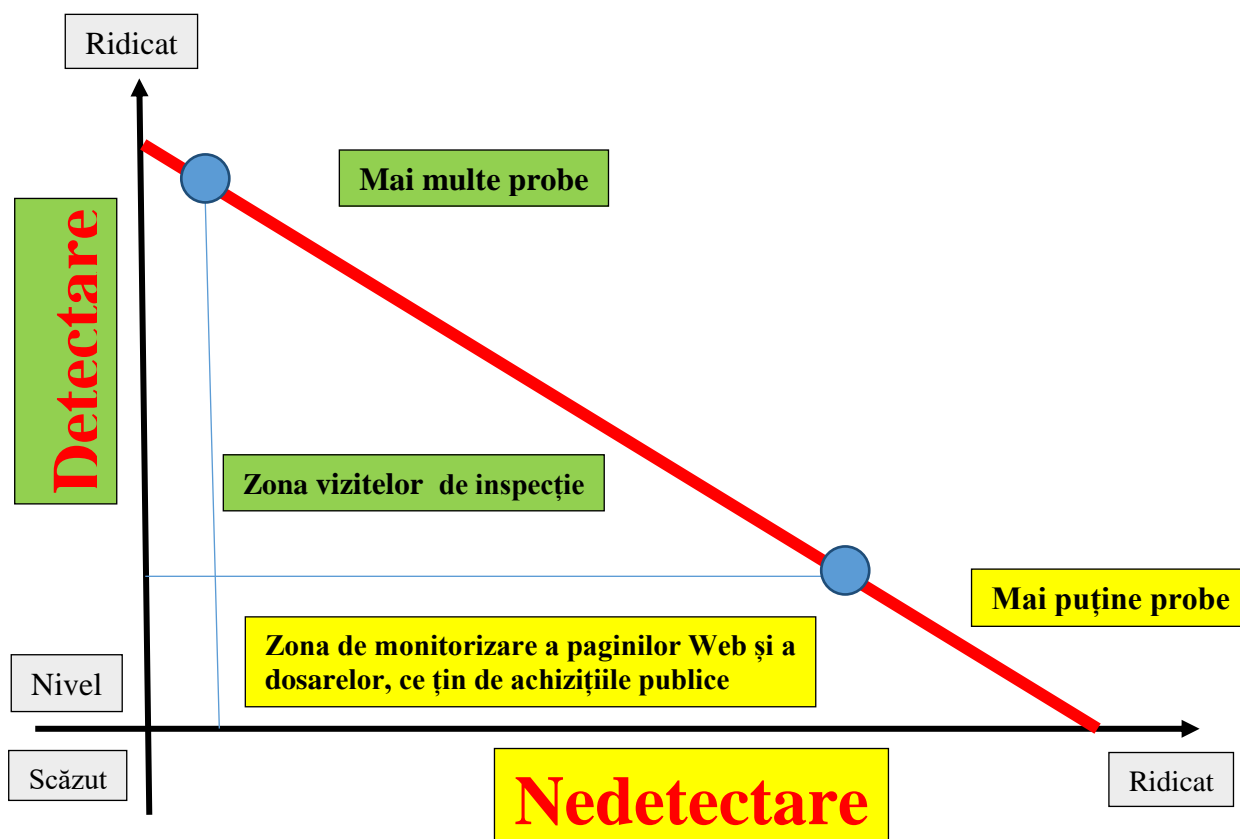 Ridicat
Mai multe probe
Detectare
Zona vizitelor de inspecție
Mai puține probe
Zona de monitorizare a paginilor Web și a
dosarelor, ce țin de achizițiile publice
Nivel
Scăzut
Nedetectare
Ridicat